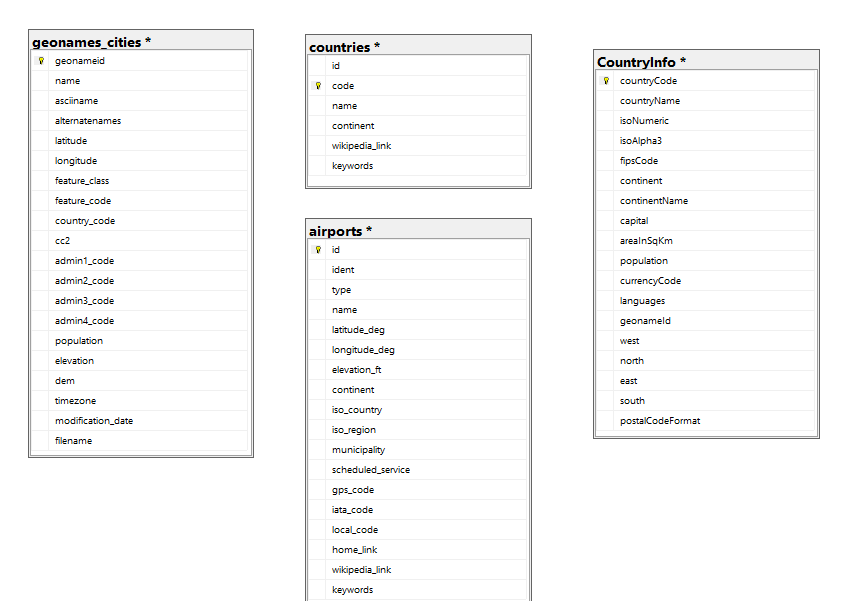 geonames_cities *
geonameid
name
asciiname
alternatenames
latitude
longitude
feature_class
feature_code
country_code
cc2
admin1_code
admin2_code
admin3_code
admin4_code
population
elevation
dem
timezone
modification_date
filename
countries *
id
code
name
continent
wikipedia_link
keywords
airports *
id
ident
type
name
latitude_deg
longitude_deg
elevation_ft
continent
iso_country
iso_region
municipality
scheduled_service
gps_code
iata_code
local_code
home_link
wikipedia_link
keywords
CountryInfo *
countryCode
countryName
isoNumeric
isoAlpha3
fipsCode
continent
continentName
capital
areaInSqKm
population
currencyCode
languages
geonameId
west
north
east
south
postalCodeFormat